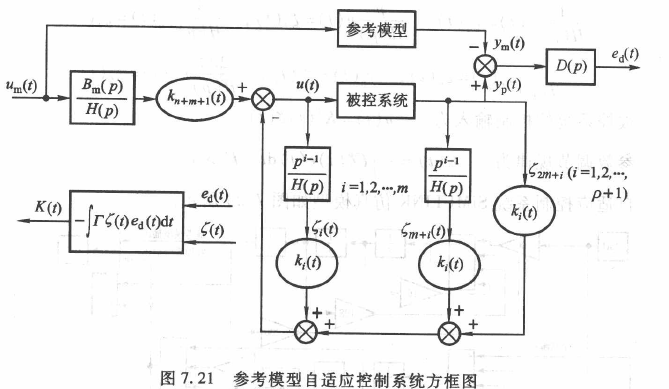 参考模型
− y_m(t)
e_d(t)
u_m(t)
B_m(p)
H(p)
k_{n+m+1}(t)
+
−
u(t)
被控系统
+ y_p(t)
D(p)
p^{i-1}
H(p)
i=1,2,⋯,m
p^{i-1}
H(p)
ζ_{2m+i}(i=1,2,⋯,
ρ+1)
k_i(t)
K(t)
−∫Γζ(t)e_d(t)dt
e_d(t)
ζ(t)
ζ_i(t)
k_i(t)
ζ_{m+i}(t)
k_i(t)
+
+
+
+
图 7.21 参考模型自适应控制系统方框图